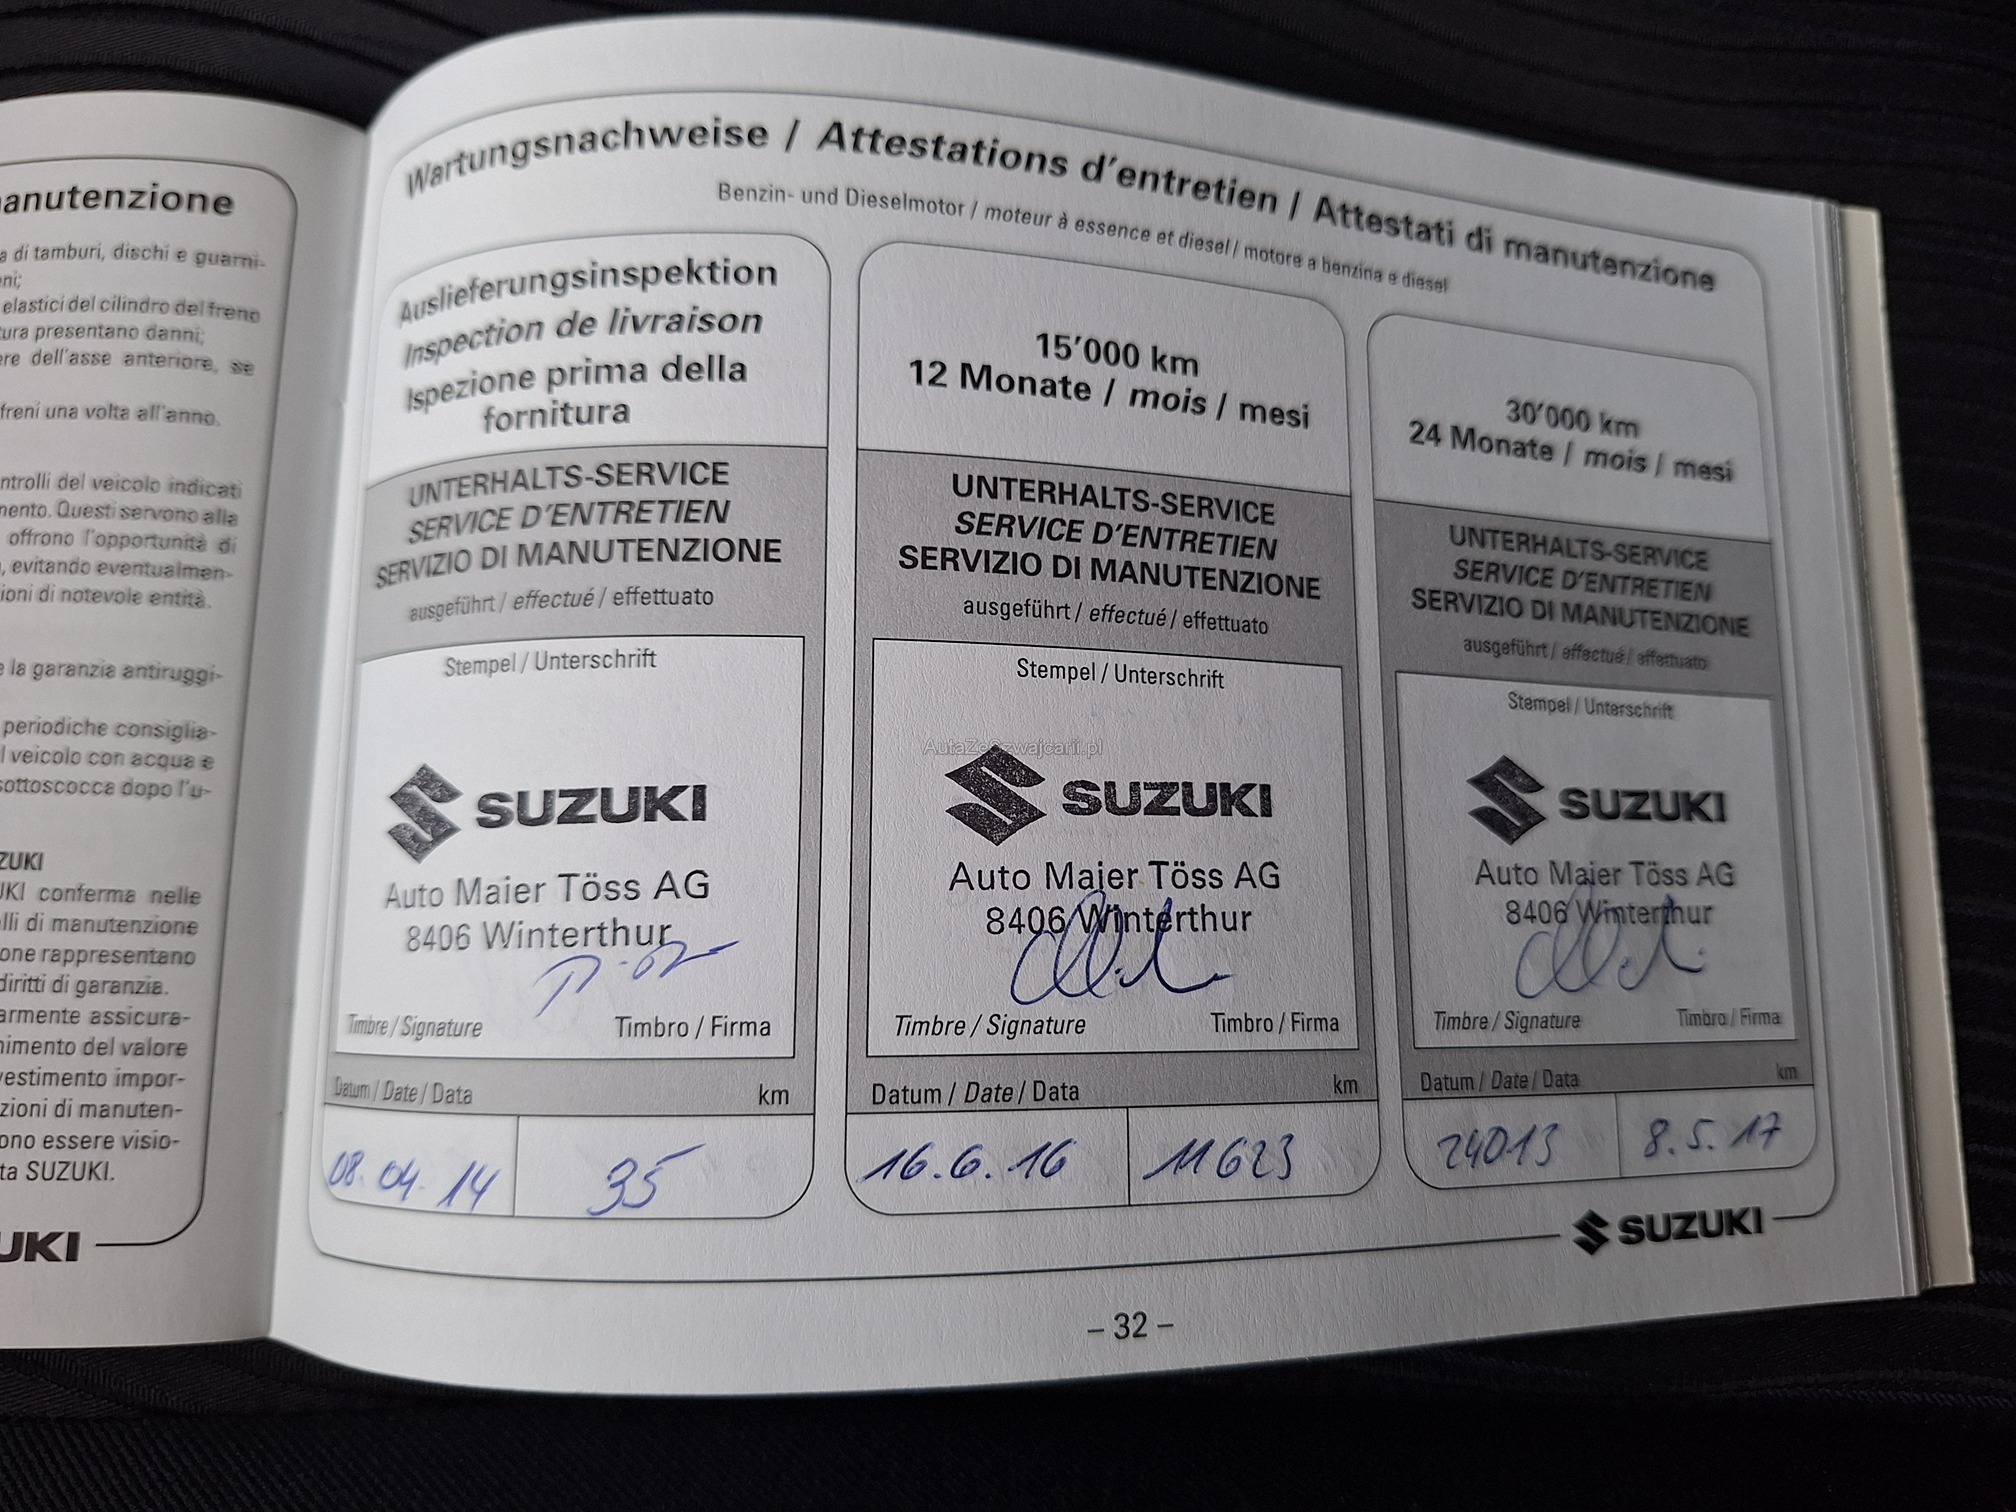 manutenzione
a di tamburi, dischi e guarni-
eni;
elastici del cilindro del freno
tura presentano danni;
ere dell'asse anteriore, se
freni una volta all'anno.
ntrolli del veicolo indicati
mento. Questi servono alla
offrono l'opportunità di
, evitando eventualmen-
ioni di notevole entità.
e la garanzia antiruggi-
periodiche consiglia-
l veicolo con acqua e
sottoscocca dopo l'u-
ZUKI
UKI conferma nelle
lli di manutenzione
one rappresentano
diritti di garanzia.
armente assicura-
nimento del valore
vestimento impor-
zioni di manuten-
ono essere visio-
ta SUZUKI.
UKI
Wartungsnachweise / Attestations d'entretien / Attestati di manutenzione
Benzin- und Dieselmotor / moteur à essence et diesel / motore a benzina e diesel
Auslieferungsinspektion
Inspection de livraison
Ispezione prima della
fornitura
UNTERHALTS-SERVICE
SERVICE D'ENTRETIEN
SERVIZIO DI MANUTENZIONE
ausgeführt / effectué / effettuato
Stempel / Unterschrift
SUZUKI
Auto Maier Töss AG
8406 Winterthur
Timbre / Signature Timbro / Firma
Datum / Date / Data km
08.04.14 35
15'000 km
12 Monate / mois / mesi
UNTERHALTS-SERVICE
SERVICE D'ENTRETIEN
SERVIZIO DI MANUTENZIONE
ausgeführt / effectué / effettuato
Stempel / Unterschrift
AutaZeSzwajcarii.pl
SUZUKI
Auto Maier Töss AG
8406 Winterthur
Timbre / Signature Timbro / Firma
Datum / Date / Data km
16.6.16 11623
30'000 km
24 Monate / mois / mesi
UNTERHALTS-SERVICE
SERVICE D'ENTRETIEN
SERVIZIO DI MANUTENZIONE
ausgeführt / effectué / effettuato
Stempel / Unterschrift
SUZUKI
Auto Maier Töss AG
8406 Winterthur
Timbre / Signature Timbro / Firma
Datum / Date / Data km
24013 8.5.17
SUZUKI
– 32 –